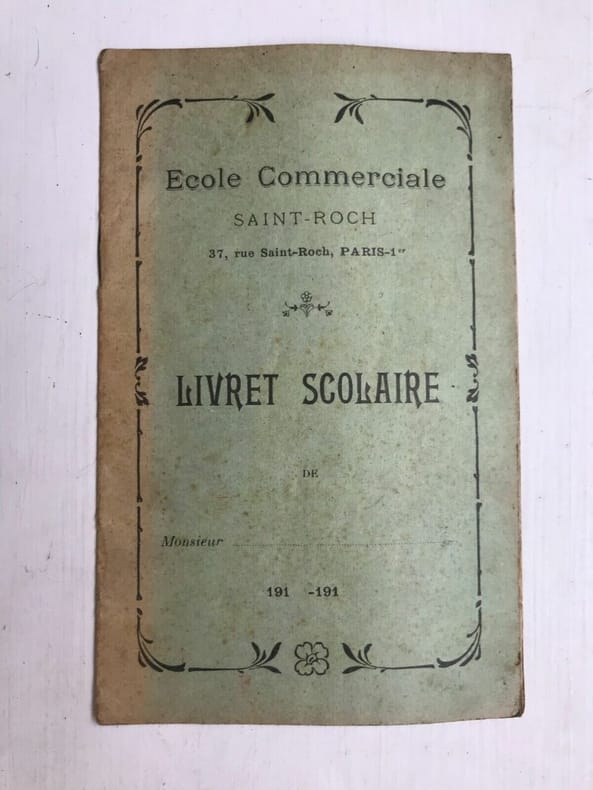 Ecole Commerciale
SAINT-ROCH
37, rue Saint-Roch, PARIS-1er
LIVRET SCOLAIRE
DE
Monsieur
191 -191